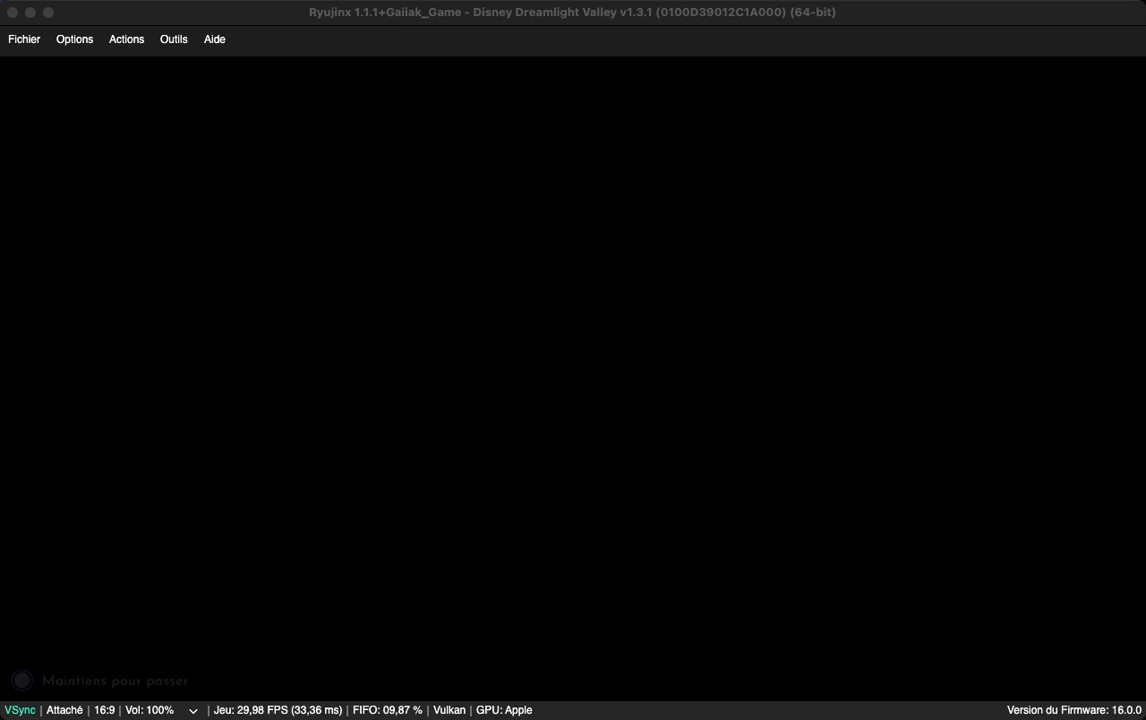 Ryujinx 1.1.1+Gaiiak_Game - Disney Dreamlight Valley v1.3.1 (0100D39012C1A000) (64-bit)
Fichier Options Actions Outils Aide
Maintiens pour passer
VSync | Attaché | 16:9 | Vol: 100% | Jeu: 29,98 FPS (33,36 ms) | FIFO: 09,87 % | Vulkan | GPU: Apple Version du Firmware: 16.0.0